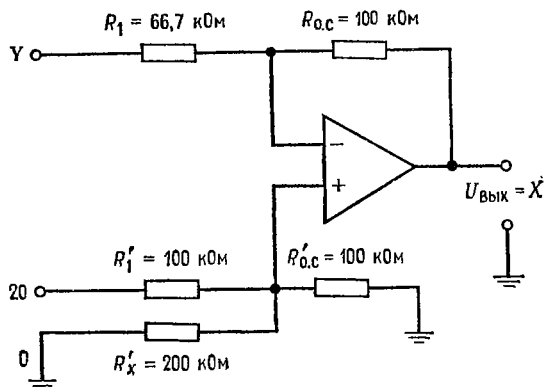 R₁ = 66,7 кОм
Rо.с = 100 кОм
Y
−
+
Uвых = X
R′₁ = 100 кОм
R′о.с = 100 кОм
20
0
R′x = 200 кОм